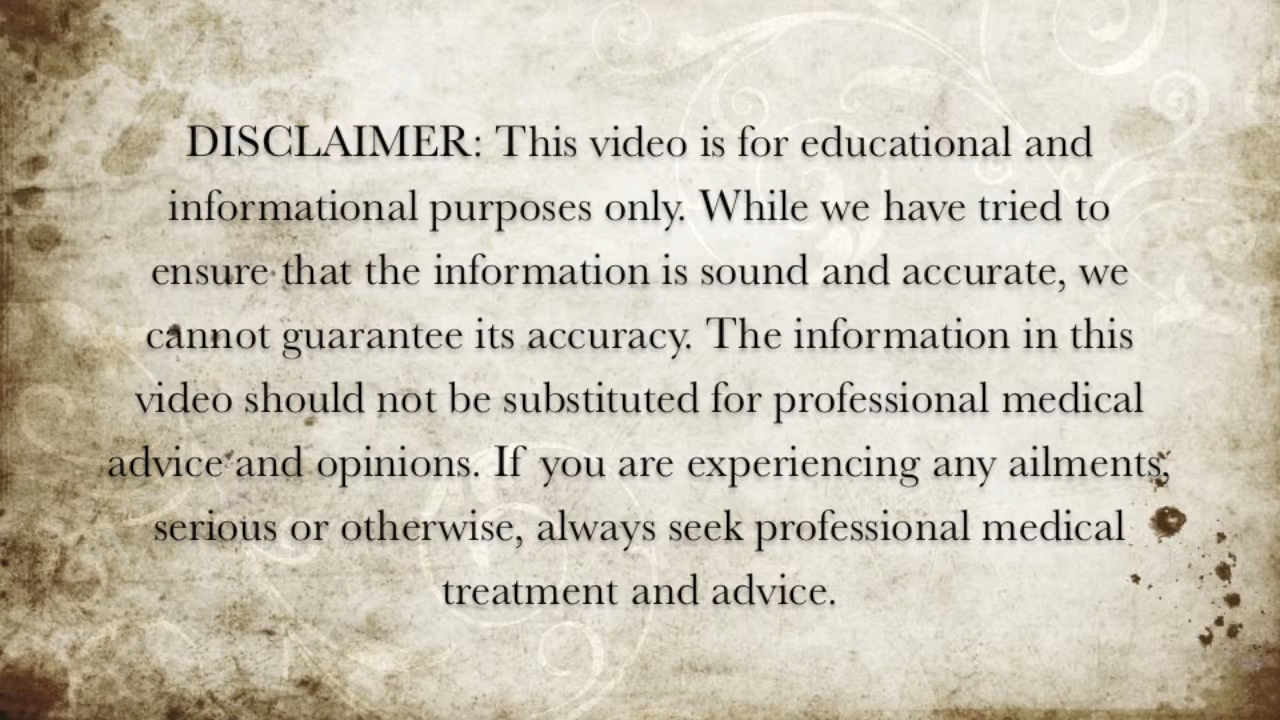 DISCLAIMER: This video is for educational and
informational purposes only. While we have tried to
ensure that the information is sound and accurate, we
cannot guarantee its accuracy. The information in this
video should not be substituted for professional medical
advice and opinions. If you are experiencing any ailments,
serious or otherwise, always seek professional medical
treatment and advice.